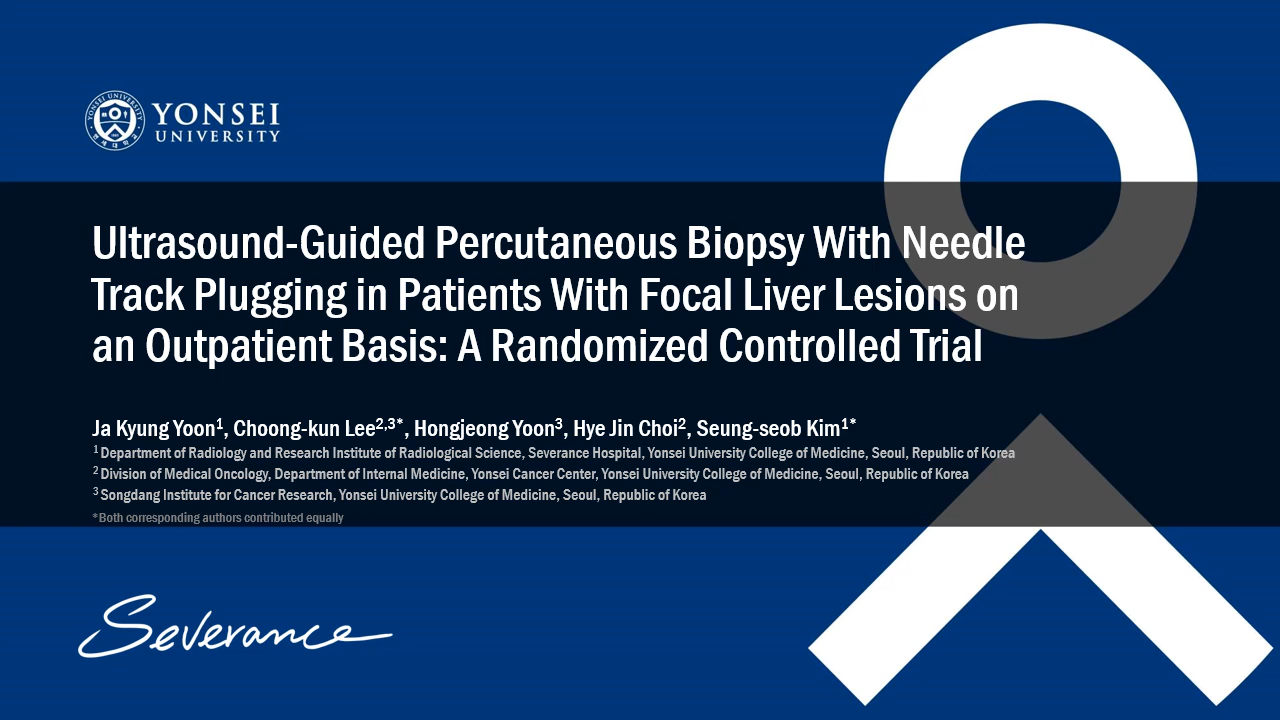 YONSEI
UNIVERSITY
Ultrasound-Guided Percutaneous Biopsy With Needle
Track Plugging in Patients With Focal Liver Lesions on
an Outpatient Basis: A Randomized Controlled Trial
Ja Kyung Yoon1, Choong-kun Lee2,3*, Hongjeong Yoon3, Hye Jin Choi2, Seung-seob Kim1*
1 Department of Radiology and Research Institute of Radiological Science, Severance Hospital, Yonsei University College of Medicine, Seoul, Republic of Korea
2 Division of Medical Oncology, Department of Internal Medicine, Yonsei Cancer Center, Yonsei University College of Medicine, Seoul, Republic of Korea
3 Songdang Institute for Cancer Research, Yonsei University College of Medicine, Seoul, Republic of Korea
*Both corresponding authors contributed equally
Severance